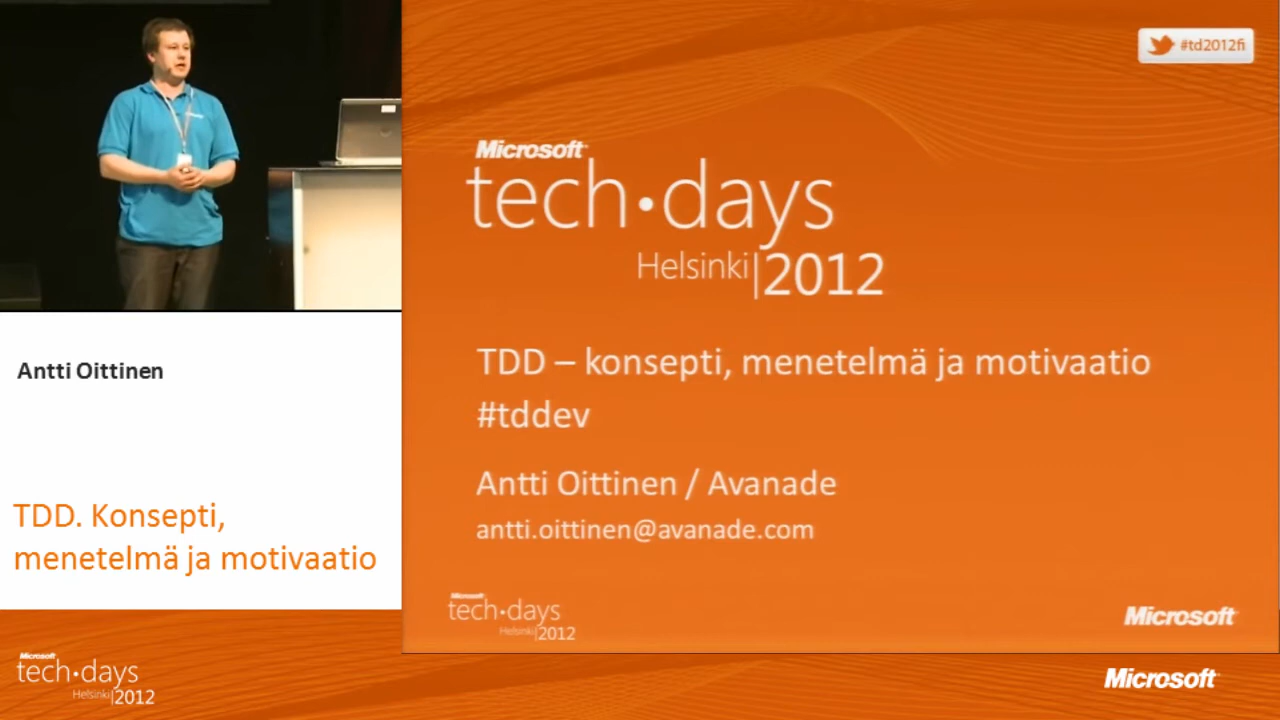 #td2012fi
Microsoft
tech·days
Helsinki|2012
TDD – konsepti, menetelmä ja motivaatio
#tddev
Antti Oittinen / Avanade
antti.oittinen@avanade.com
Microsoft
tech·days
Helsinki|2012
Microsoft
Antti Oittinen
TDD. Konsepti,
menetelmä ja motivaatio
Microsoft
tech·days
Helsinki|2012
Microsoft